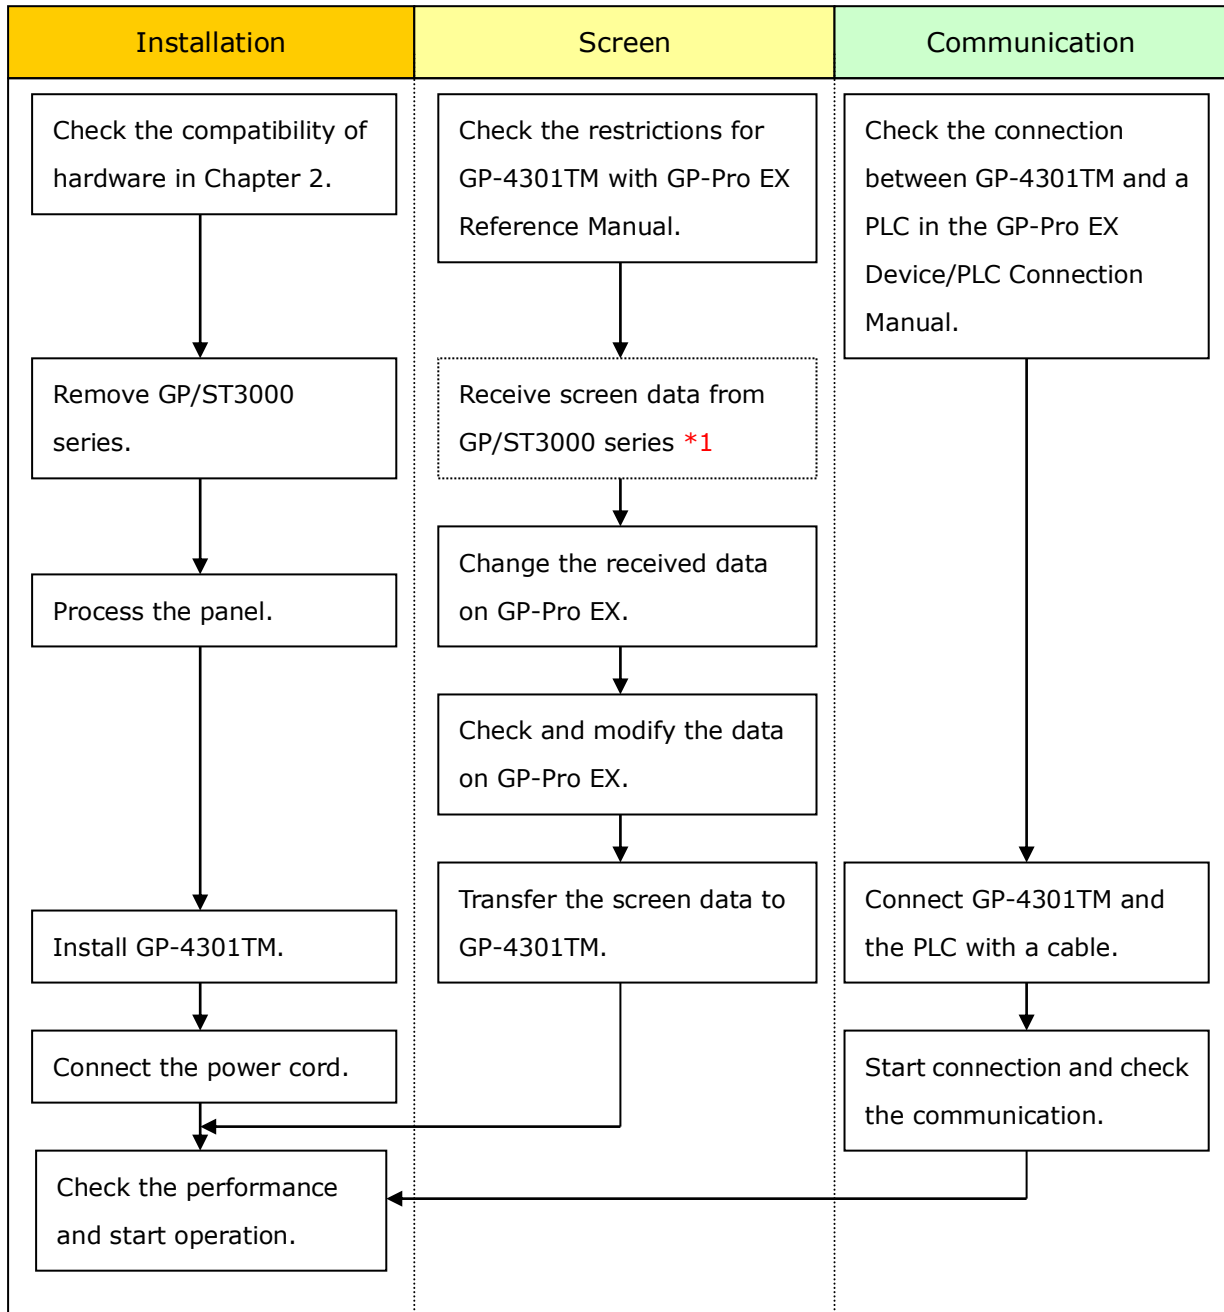 Installation
Screen
Communication
Check the compatibility of
hardware in Chapter 2.
Remove GP/ST3000
series.
Process the panel.
Install GP-4301TM.
Connect the power cord.
Check the performance
and start operation.
Check the restrictions for
GP-4301TM with GP-Pro EX
Reference Manual.
Receive screen data from
GP/ST3000 series *1
Change the received data
on GP-Pro EX.
Check and modify the data
on GP-Pro EX.
Transfer the screen data to
GP-4301TM.
Check the connection
between GP-4301TM and a
PLC in the GP-Pro EX
Device/PLC Connection
Manual.
Connect GP-4301TM and
the PLC with a cable.
Start connection and check
the communication.